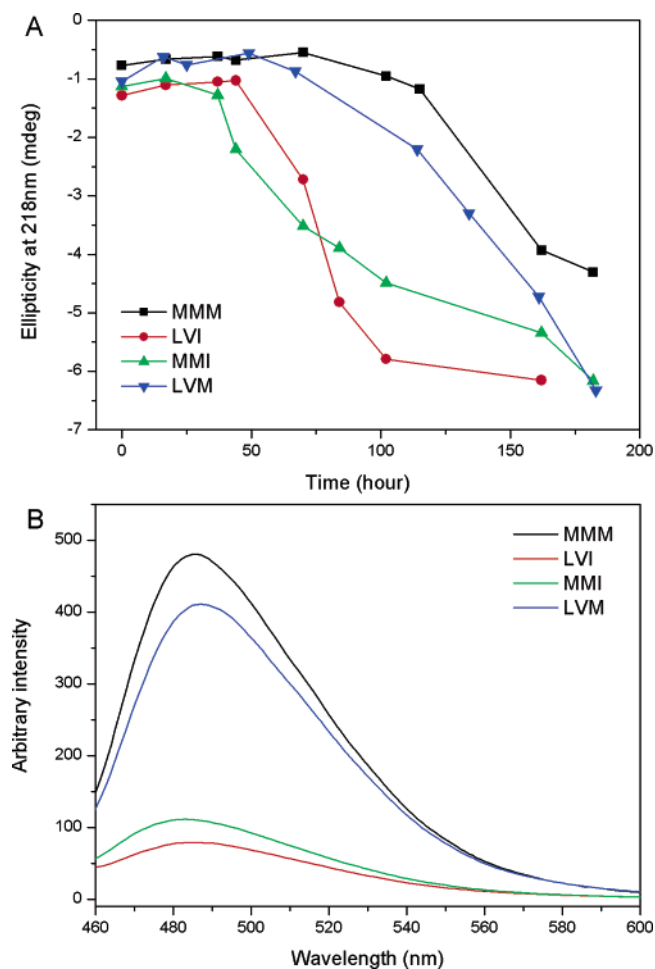 A
0
-1
-2
-3
-4
-5
-6
-7
Ellipticity at 218nm (mdeg)
MMM
LVI
MMI
LVM
0 50 100 150 200
Time (hour)
B
500
400
300
200
100
0
Arbitrary intensity
MMM
LVI
MMI
LVM
460 480 500 520 540 560 580 600
Wavelength (nm)